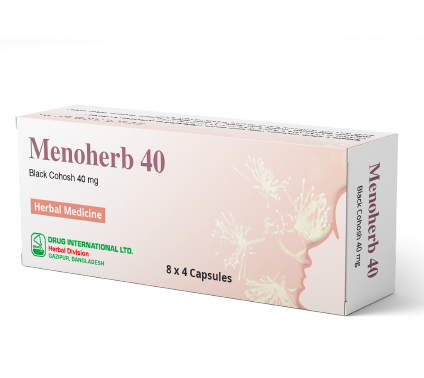 Menoherb 40
Black Cohosh 40 mg
Herbal Medicine
DRUG INTERNATIONAL LTD.
Herbal Division
GAZIPUR, BANGLADESH
8 x 4 Capsules
Menoherb 40
Black Cohosh 40 mg